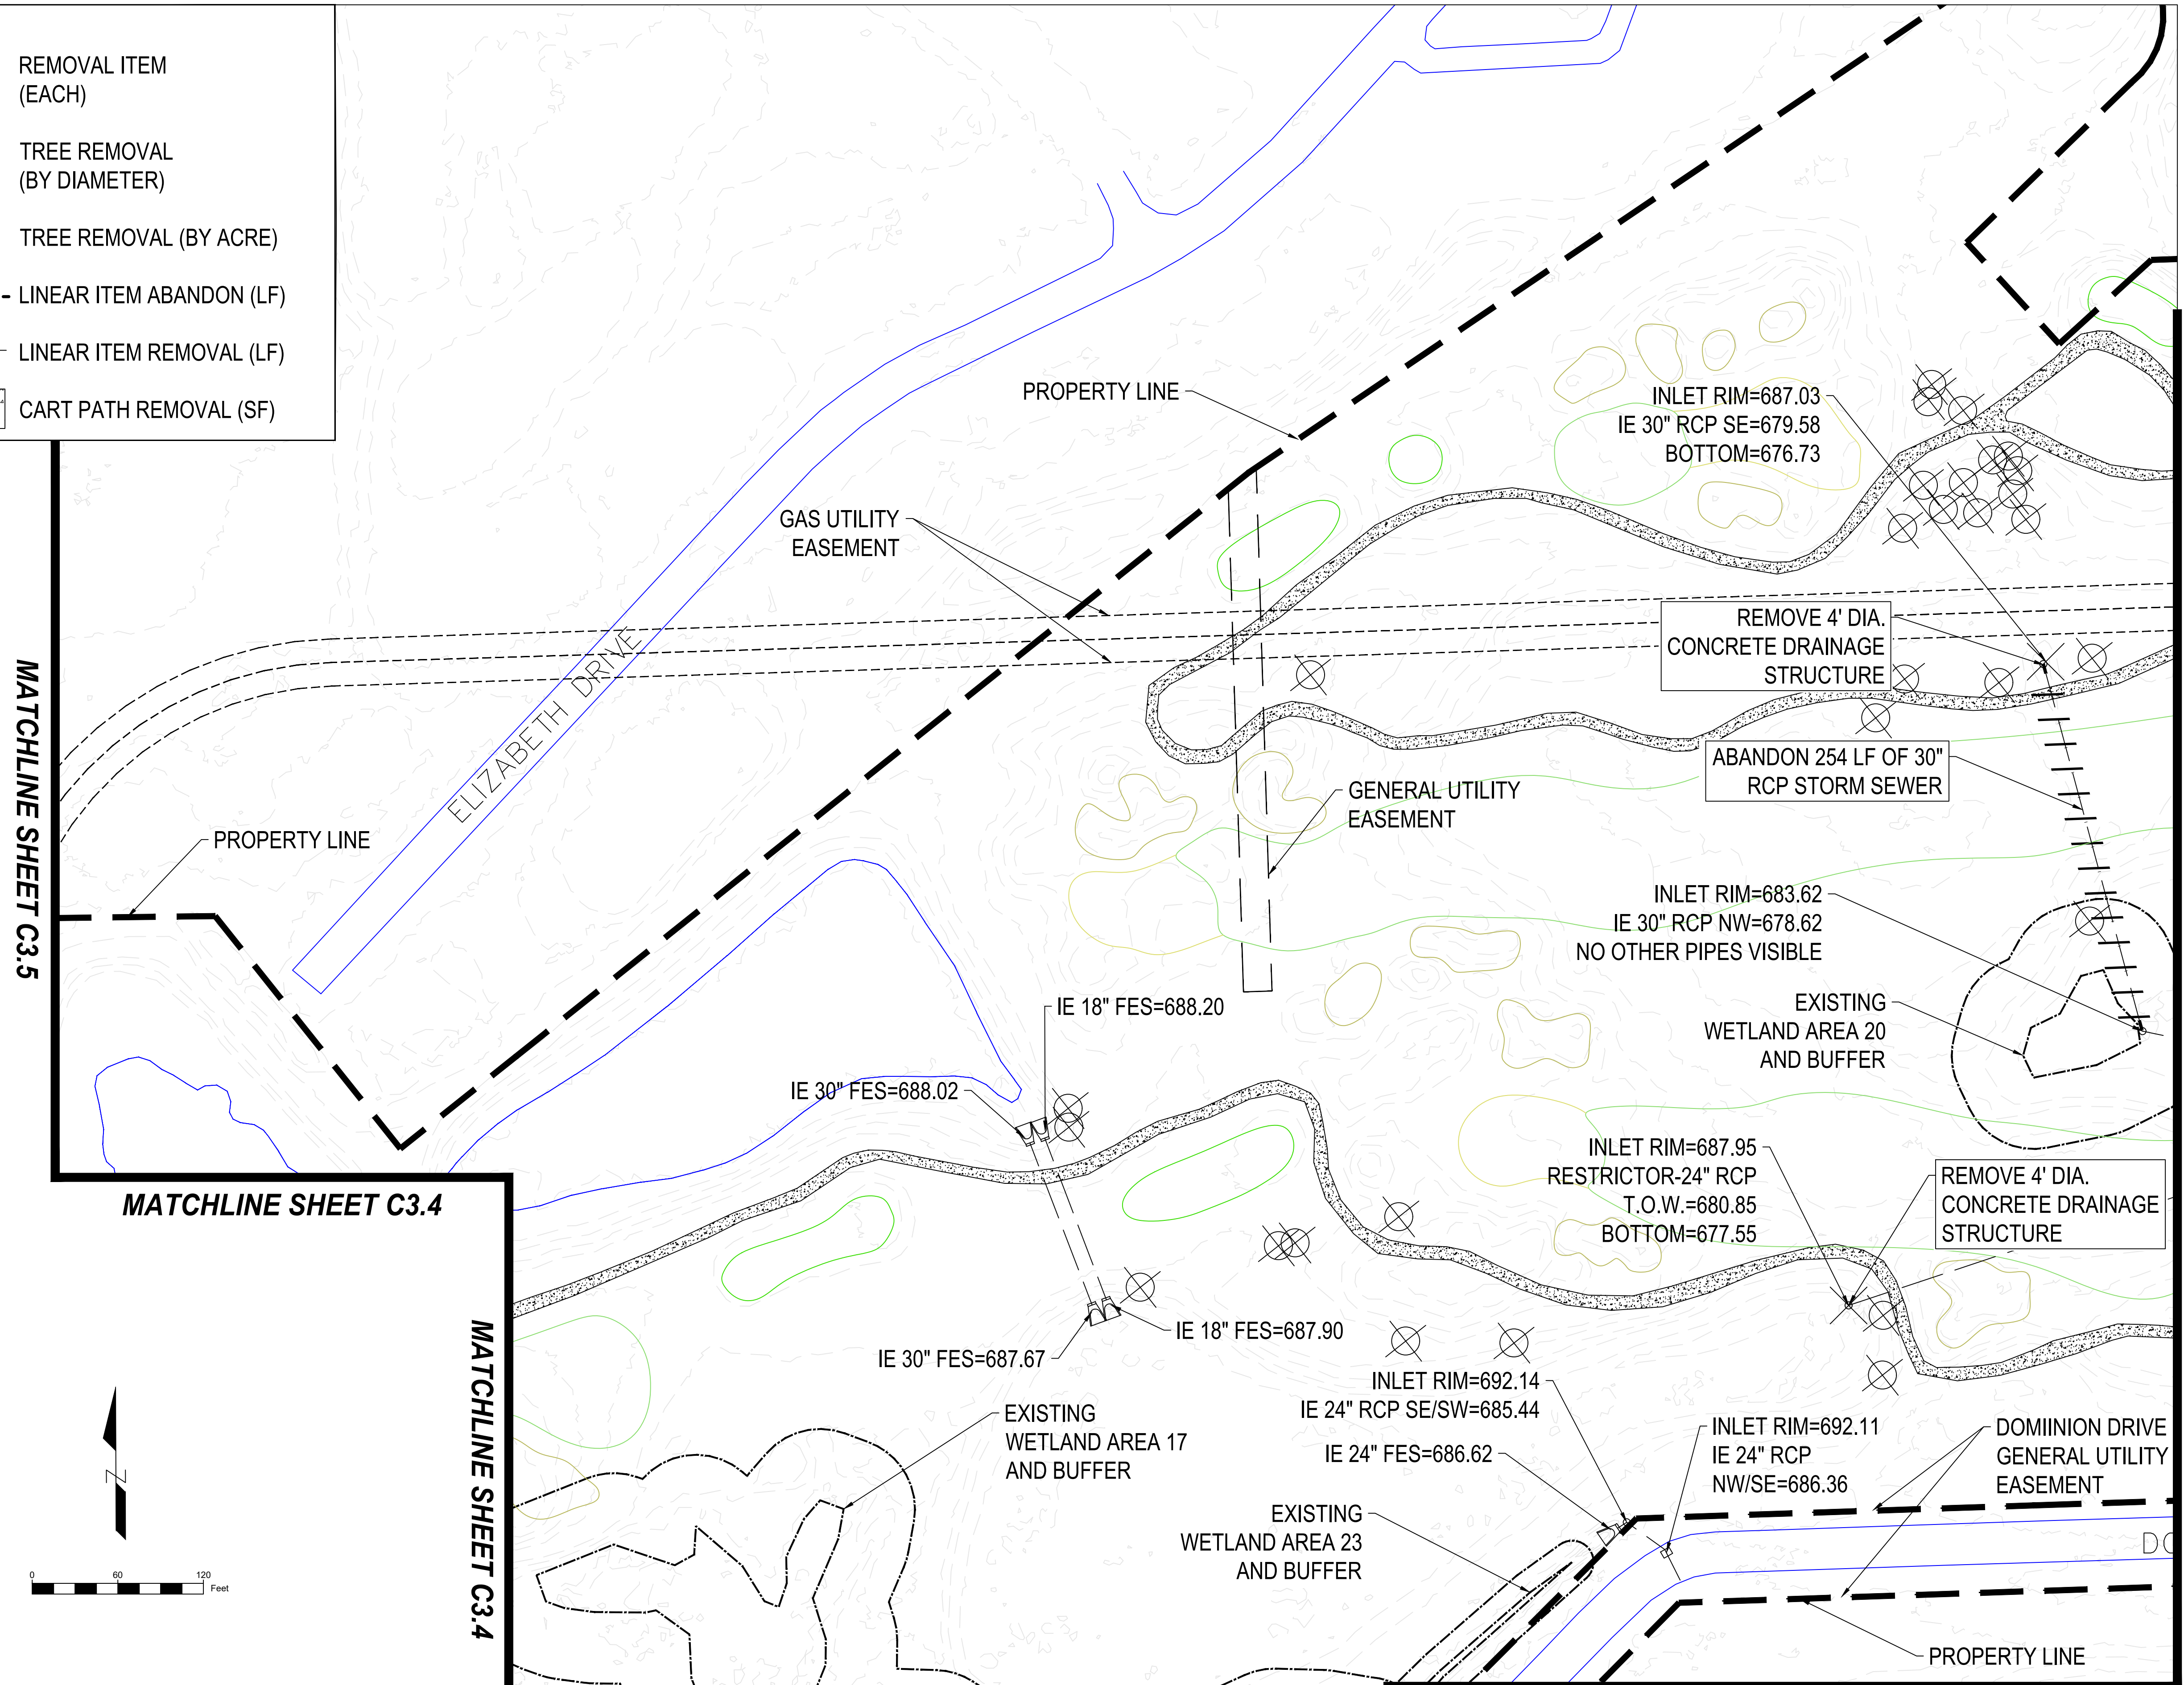 REMOVAL ITEM
(EACH)
TREE REMOVAL
(BY DIAMETER)
TREE REMOVAL (BY ACRE)
LINEAR ITEM ABANDON (LF)
LINEAR ITEM REMOVAL (LF)
CART PATH REMOVAL (SF)
PROPERTY LINE
INLET RIM=687.03
IE 30" RCP SE=679.58
BOTTOM=676.73
GAS UTILITY
EASEMENT
REMOVE 4' DIA.
CONCRETE DRAINAGE
STRUCTURE
ELIZABETH DRIVE
MATCHLINE SHEET C3.5
ABANDON 254 LF OF 30"
RCP STORM SEWER
GENERAL UTILITY
EASEMENT
PROPERTY LINE
INLET RIM=683.62
IE 30" RCP NW=678.62
NO OTHER PIPES VISIBLE
EXISTING
WETLAND AREA 20
AND BUFFER
IE 18" FES=688.20
IE 30" FES=688.02
INLET RIM=687.95
RESTRICTOR-24" RCP
T.O.W.=680.85
BOTTOM=677.55
REMOVE 4' DIA.
CONCRETE DRAINAGE
STRUCTURE
MATCHLINE SHEET C3.4
MATCHLINE SHEET C3.4
IE 18" FES=687.90
IE 30" FES=687.67
INLET RIM=692.14
IE 24" RCP SE/SW=685.44
IE 24" FES=686.62
EXISTING
WETLAND AREA 17
AND BUFFER
INLET RIM=692.11
IE 24" RCP
NW/SE=686.36
DOMIINION DRIVE
GENERAL UTILITY
EASEMENT
EXISTING
WETLAND AREA 23
AND BUFFER
DO
PROPERTY LINE
N
0 60 120
Feet